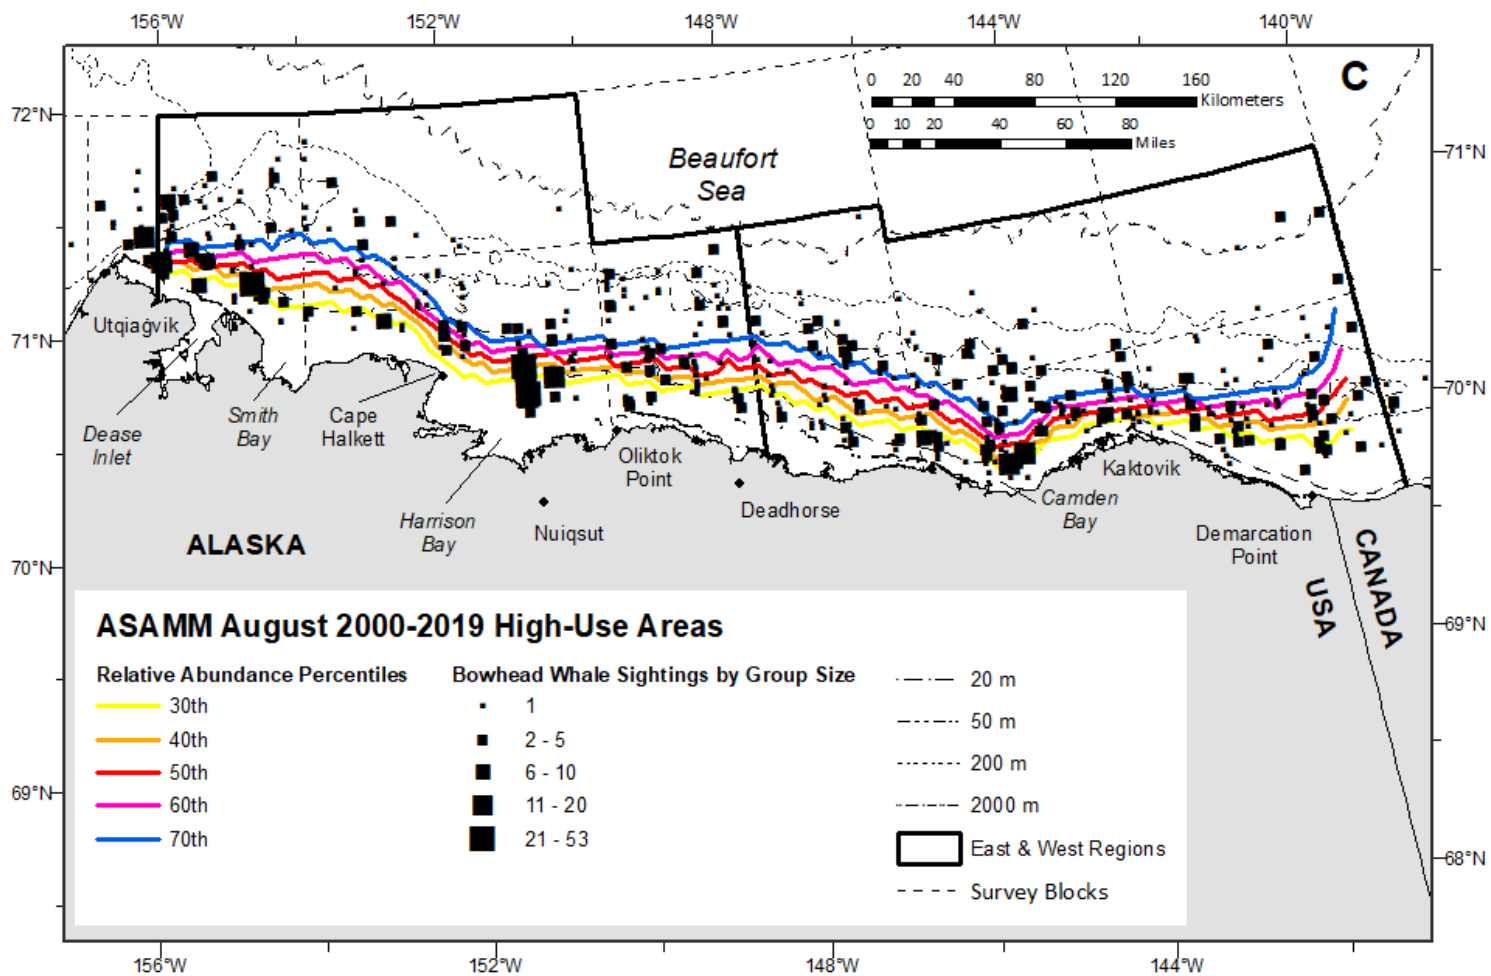 156°W 152°W 148°W 144°W 140°W
C
0 20 40 80 120 160
Kilometers
0 10 20 40 60 80
Miles
72°N
71°N
70°N
69°N
71°N
70°N
69°N
68°N
Beaufort
Sea
Utqiaġvik
Dease
Inlet
Smith
Bay
Cape
Halkett
Harrison
Bay
Nuiqsut
Oliktok
Point
Deadhorse
Camden
Bay
Kaktovik
Demarcation
Point
ALASKA
USA
CANADA
ASAMM August 2000-2019 High-Use Areas
Relative Abundance Percentiles
30th
40th
50th
60th
70th
Bowhead Whale Sightings by Group Size
1
2 - 5
6 - 10
11 - 20
21 - 53
20 m
50 m
200 m
2000 m
East & West Regions
Survey Blocks
156°W 152°W 148°W 144°W